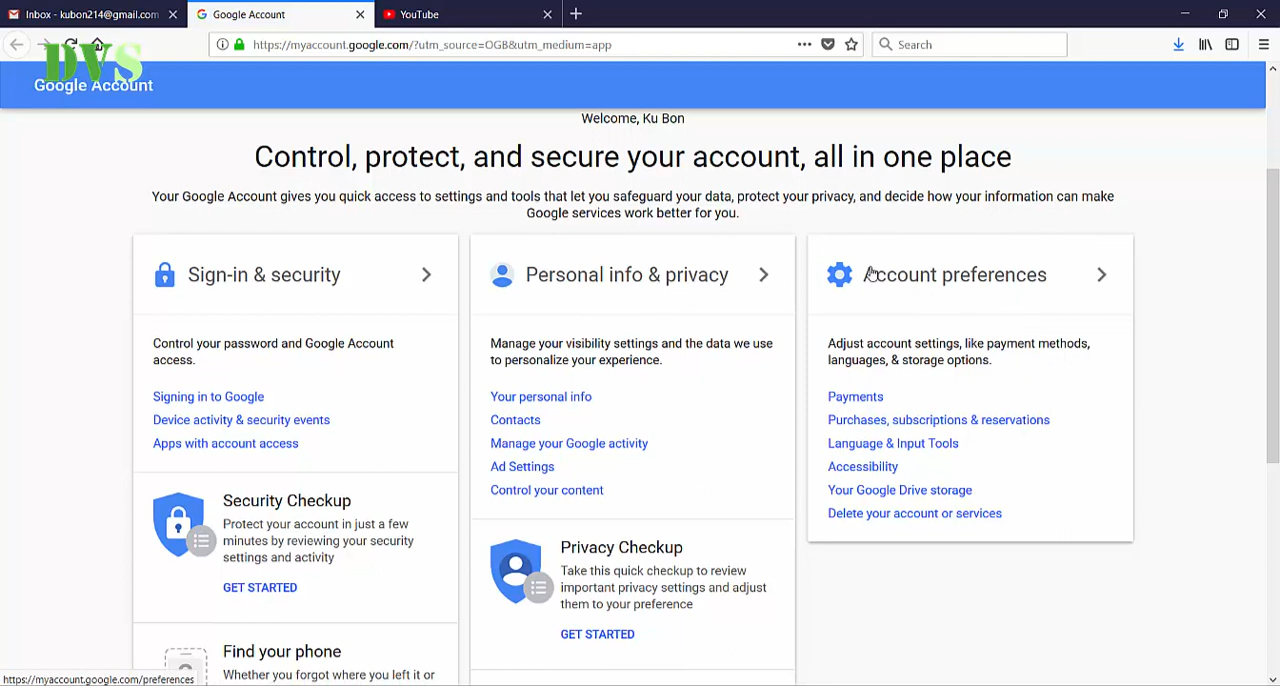 Inbox - kubon214@gmail.com
Google Account
YouTube
https://myaccount.google.com/?utm_source=OGB&utm_medium=app
Search
DVS
Google Account
Welcome, Ku Bon
Control, protect, and secure your account, all in one place
Your Google Account gives you quick access to settings and tools that let you safeguard your data, protect your privacy, and decide how your information can make
Google services work better for you.
Sign-in & security
Control your password and Google Account
access.
Signing in to Google
Device activity & security events
Apps with account access
Security Checkup
Protect your account in just a few
minutes by reviewing your security
settings and activity
GET STARTED
Find your phone
Whether you forgot where you left it or
Personal info & privacy
Manage your visibility settings and the data we use
to personalize your experience.
Your personal info
Contacts
Manage your Google activity
Ad Settings
Control your content
Privacy Checkup
Take this quick checkup to review
important privacy settings and adjust
them to your preference
GET STARTED
Account preferences
Adjust account settings, like payment methods,
languages, & storage options.
Payments
Purchases, subscriptions & reservations
Language & Input Tools
Accessibility
Your Google Drive storage
Delete your account or services
https://myaccount.google.com/preferences